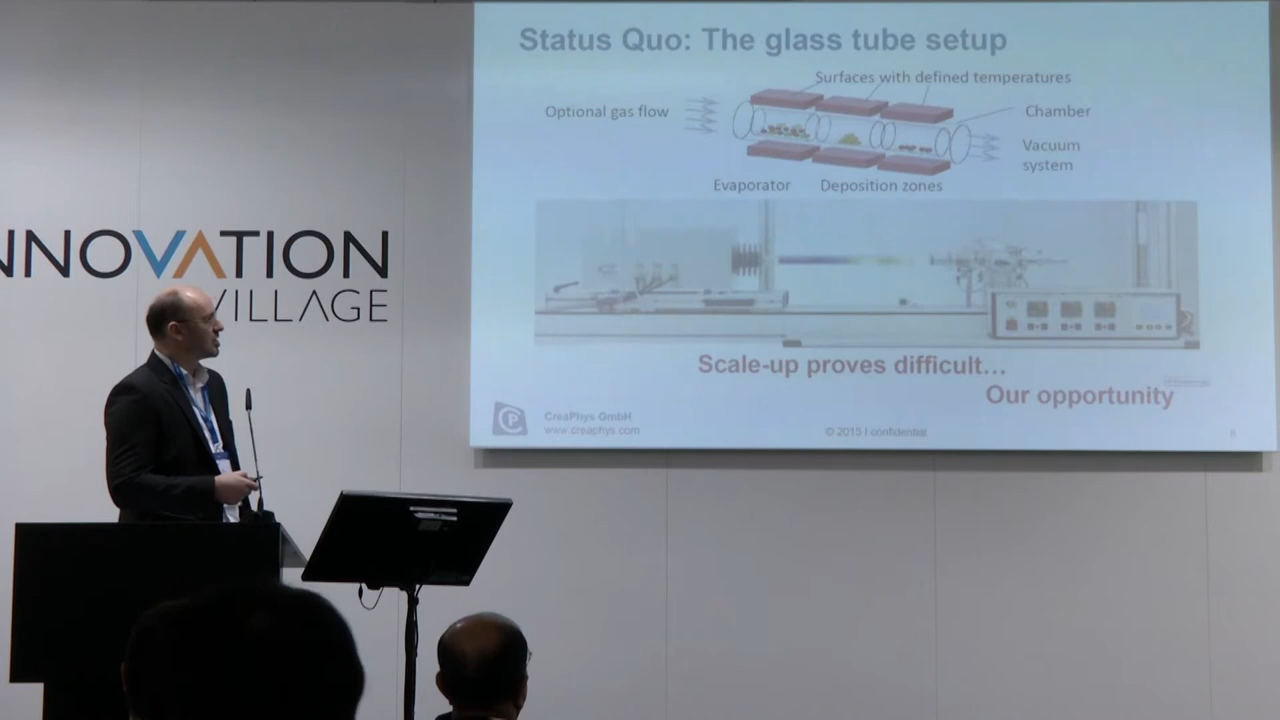 Status Quo: The glass tube setup
Surfaces with defined temperatures
Optional gas flow
Chamber
Vacuum
system
Evaporator
Deposition zones
Scale-up proves difficult…
Our opportunity
CreaPhys GmbH
www.creaphys.com
© 2015 I confidential
NNOVATION
VILLAGE